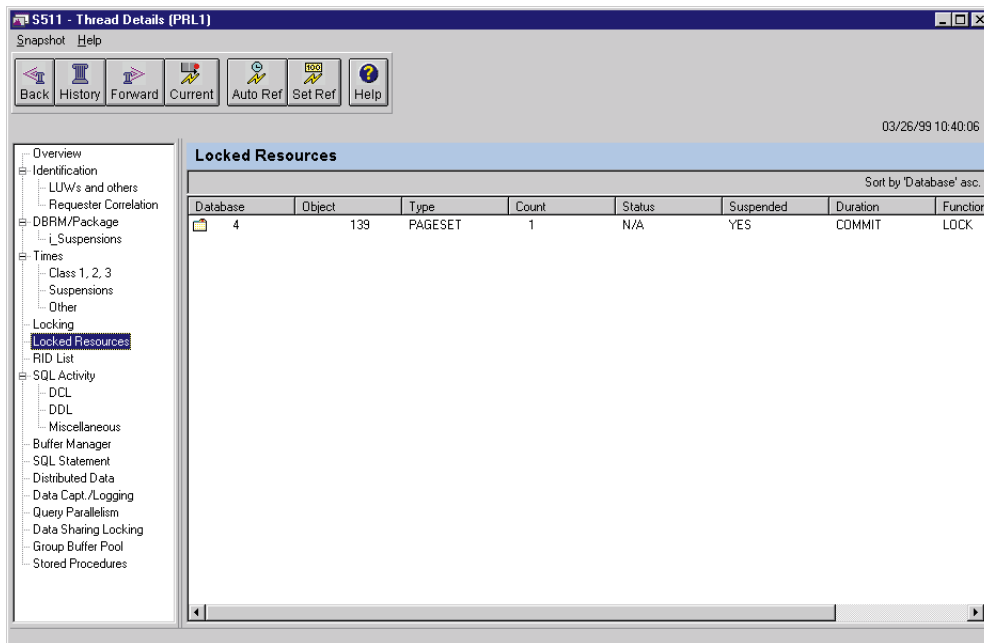 S511 - Thread Details (PRL1)
Snapshot Help
Back History Forward Current Auto Ref 100 Set Ref Help
03/26/99 10:40:06
Overview
Identification
LUWs and others
Requester Correlation
DBRM/Package
i_Suspensions
Times
Class 1, 2, 3
Suspensions
Other
Locking
Locked Resources
RID List
SQL Activity
DCL
DDL
Miscellaneous
Buffer Manager
SQL Statement
Distributed Data
Data Capt./Logging
Query Parallelism
Data Sharing Locking
Group Buffer Pool
Stored Procedures
Locked Resources
Sort by 'Database' asc.
Database Object Type Count Status Suspended Duration Function
4 139 PAGESET 1 N/A YES COMMIT LOCK